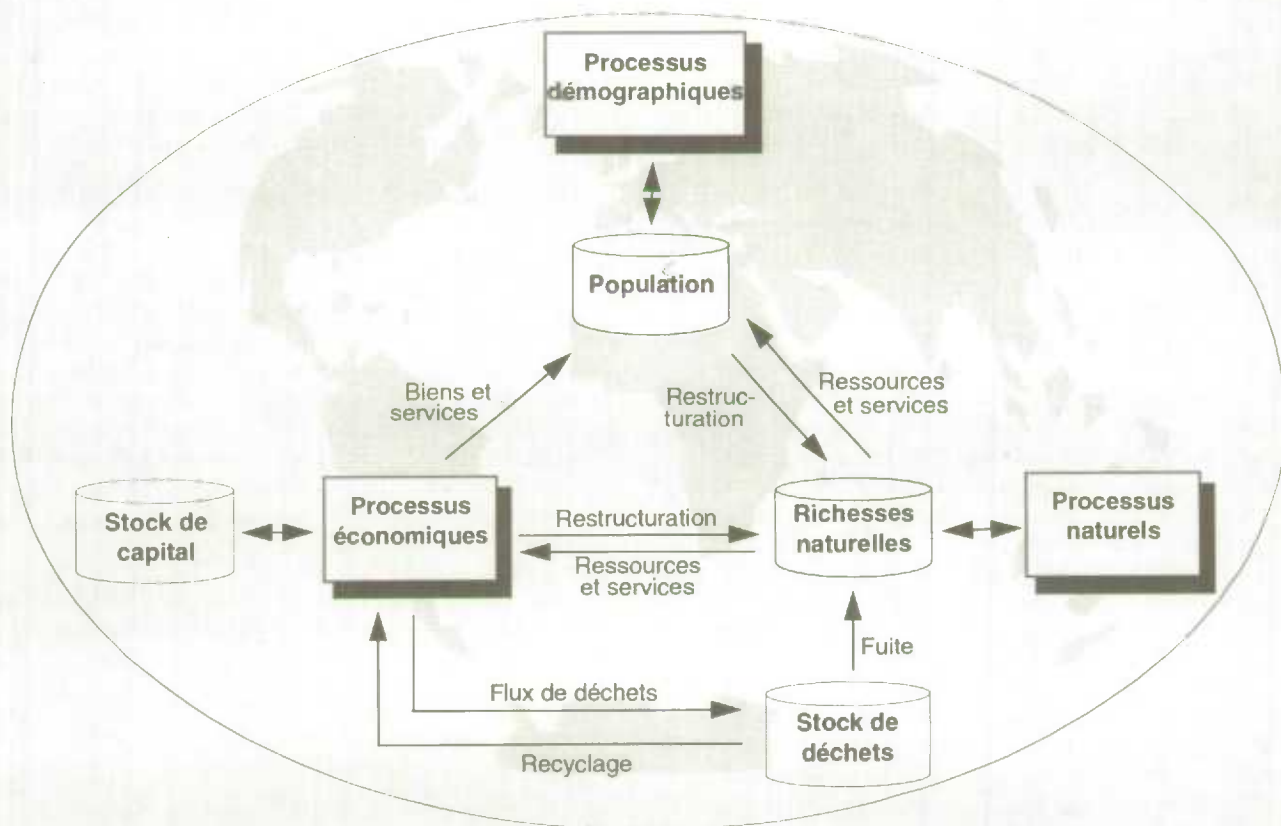 Processus
démographiques
Population
Biens et
services
Restruc-
turation
Ressources
et services
Stock de
capital
Processus
économiques
Restructuration
Ressources
et services
Richesses
naturelles
Processus
naturels
Fuite
Flux de déchets
Stock de
déchets
Recyclage